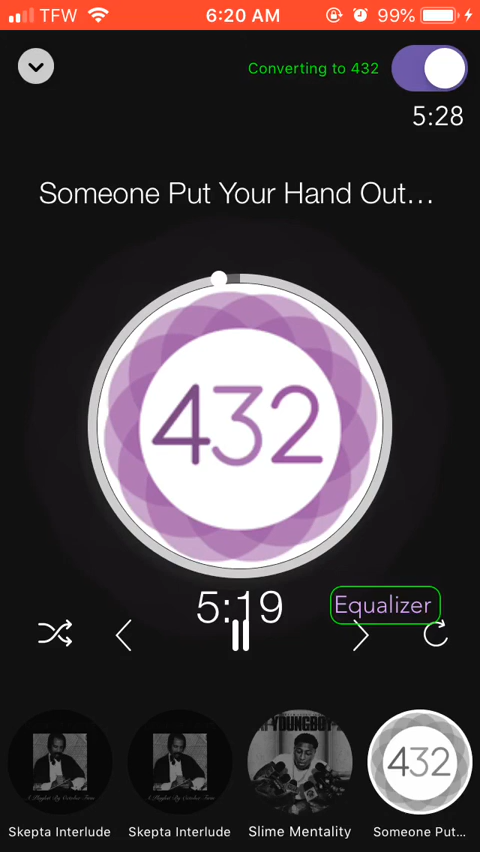 TFW 6:20 AM 99%
Converting to 432
5:28
Someone Put Your Hand Out...
432
5:19
Equalizer
YOUNGBOY
432
Skepta Interlude Skepta Interlude Slime Mentality Someone Put...